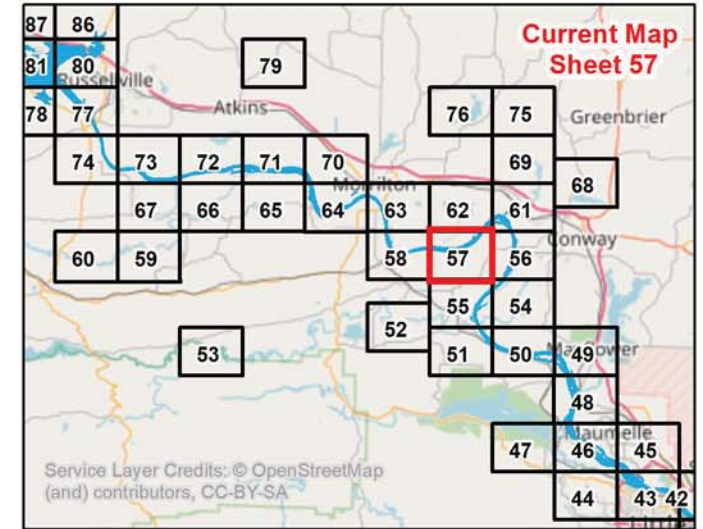 87 86
Current Map
Sheet 57
81 80
79
Russellville
Atkins
78 77
76 75
Greenbrier
74 73 72 71 70
69
68
Morrilton
67 66 65 64 63 62 61
Conway
60 59
58 57 56
55 54
52
53
51 50 49
48
Maumelle
47 46 45
Service Layer Credits: © OpenStreetMap
(and) contributors, CC-BY-SA
44 43 42